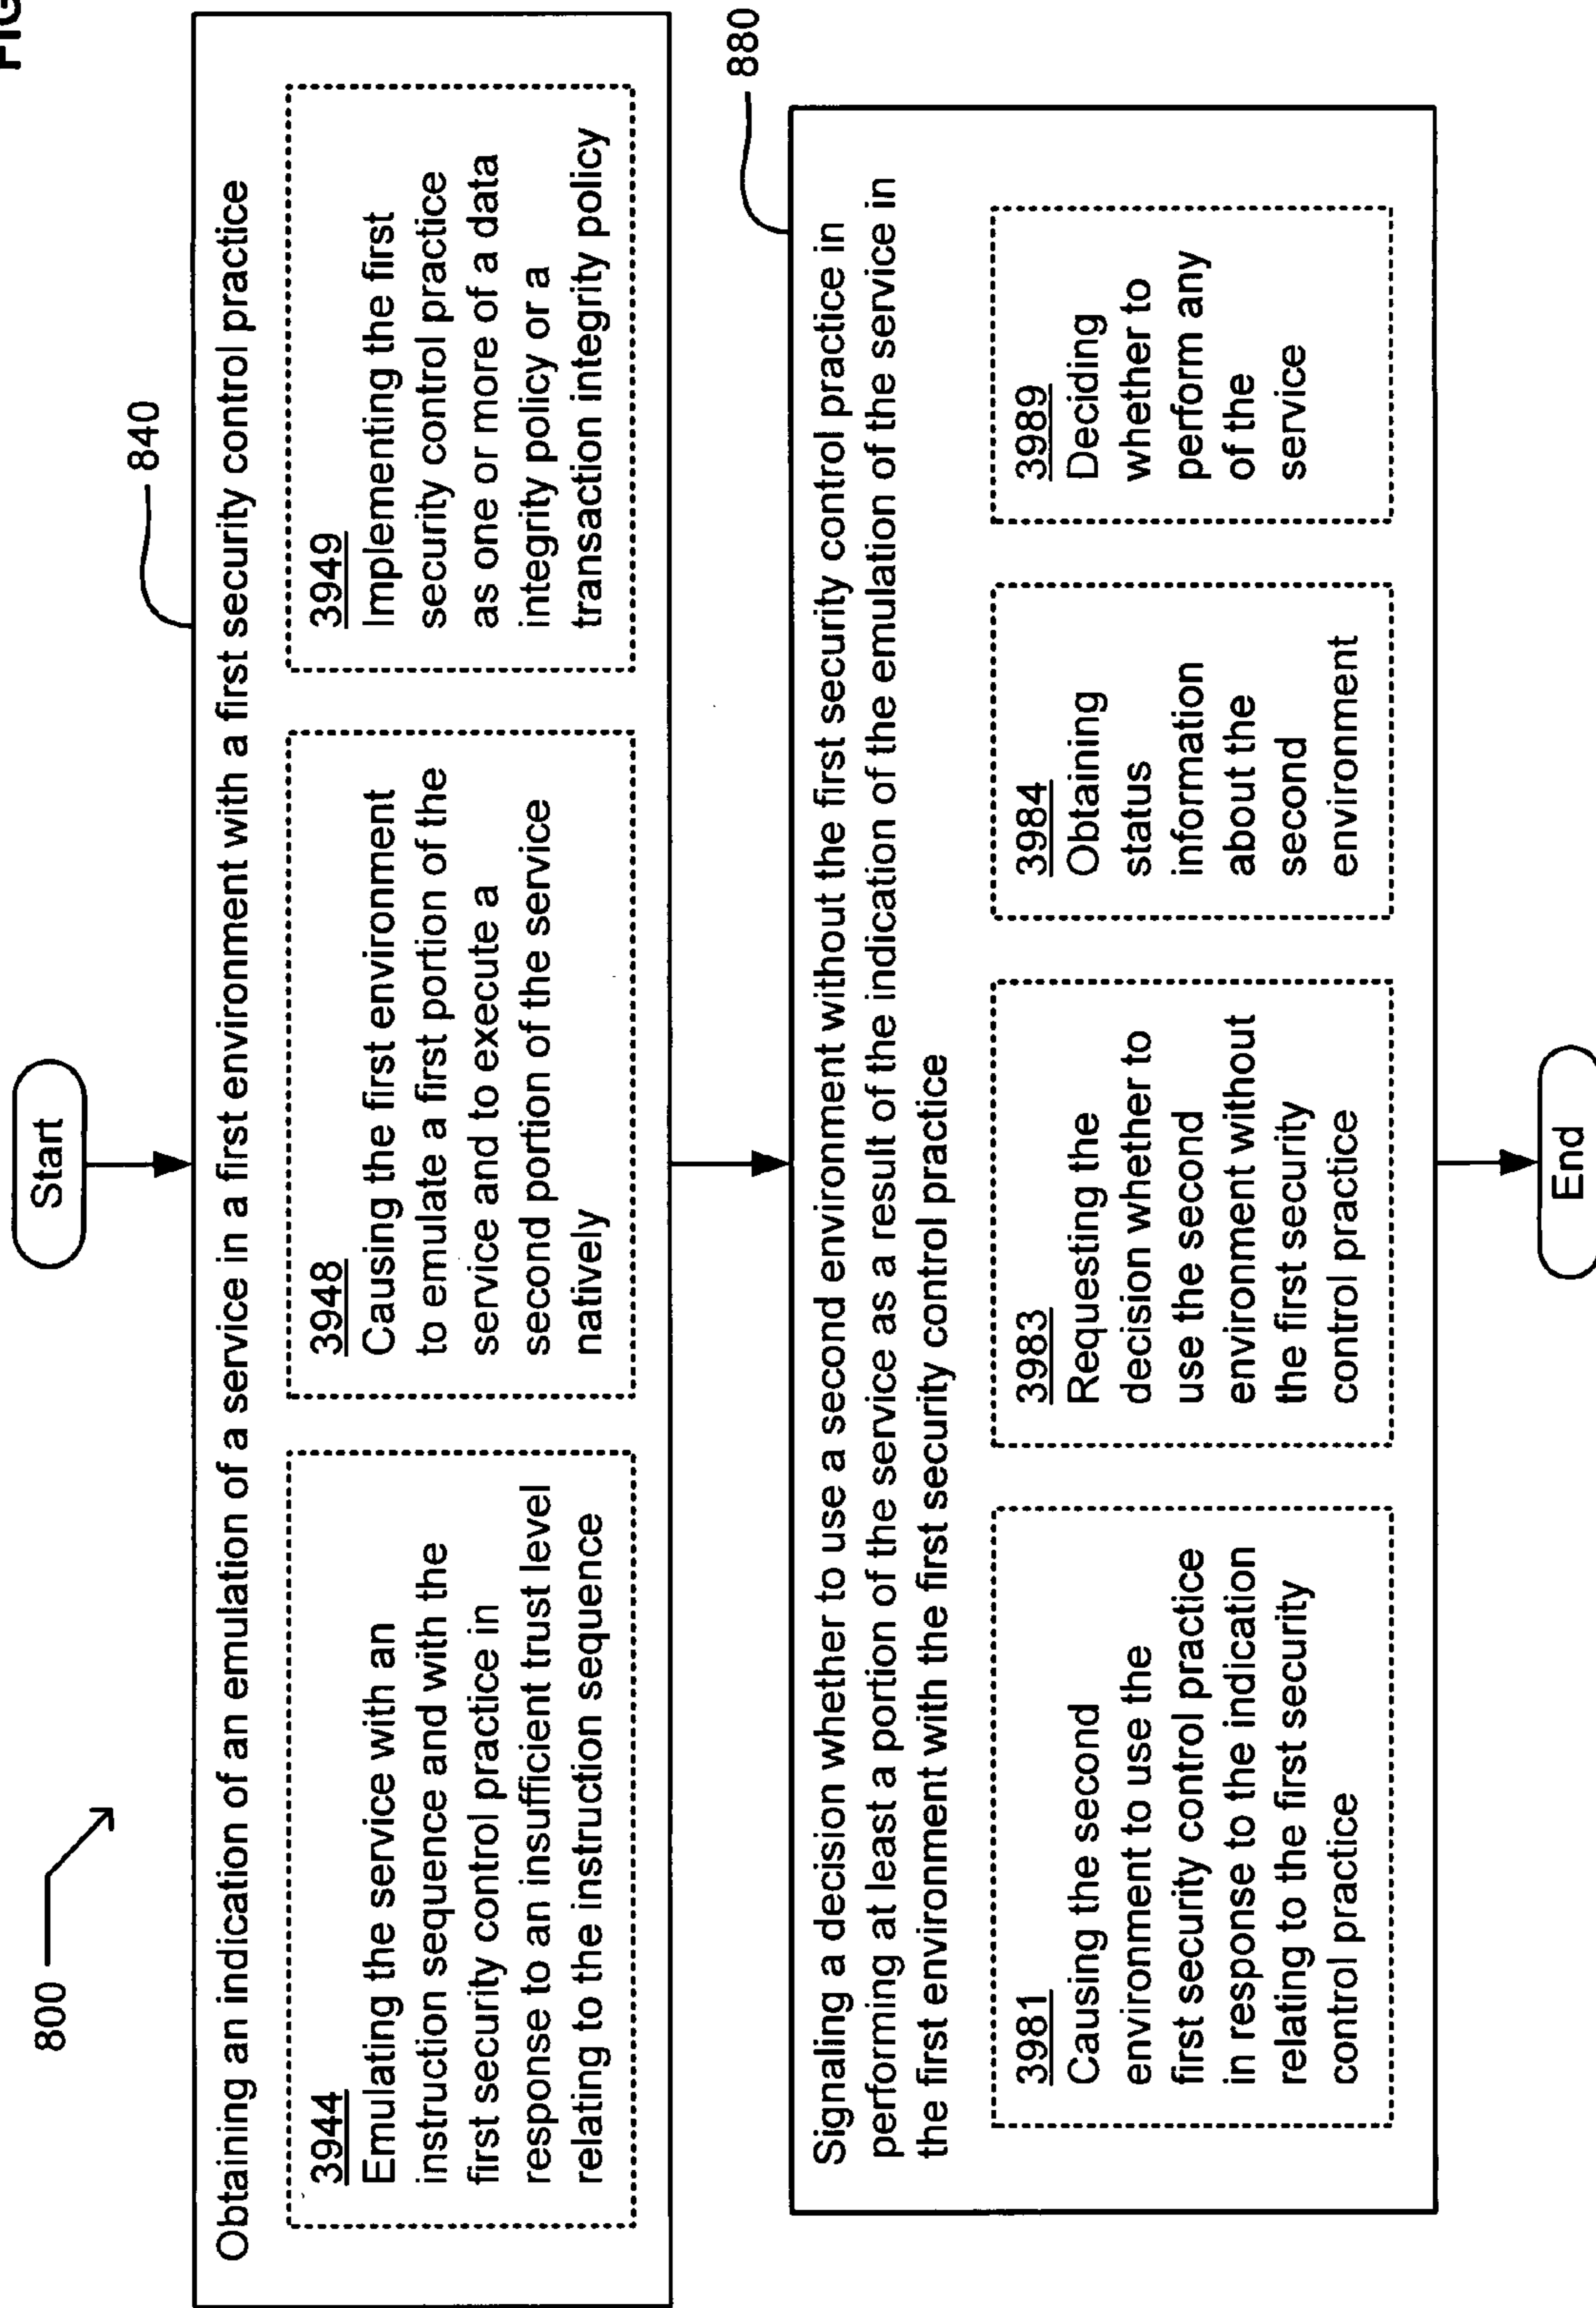 FIG
800
Start
840
Obtaining an indication of an emulation of a service in a first environment with a first security control practice
3944
Emulating the service with an
instruction sequence and with the
first security control practice in
response to an insufficient trust level
relating to the instruction sequence
3948
Causing the first environment
to emulate a first portion of the
service and to execute a
second portion of the service
natively
3949
Implementing the first
security control practice
as one or more of a data
integrity policy or a
transaction integrity policy
880
Signaling a decision whether to use a second environment without the first security control practice in
performing at least a portion of the service as a result of the indication of the emulation of the service in
the first environment with the first security control practice
3981
Causing the second
environment to use the
first security control practice
in response to the indication
relating to the first security
control practice
3983
Requesting the
decision whether to
use the second
environment without
the first security
control practice
3984
Obtaining
status
information
about the
second
environment
3989
Deciding
whether to
perform any
of the
service
End